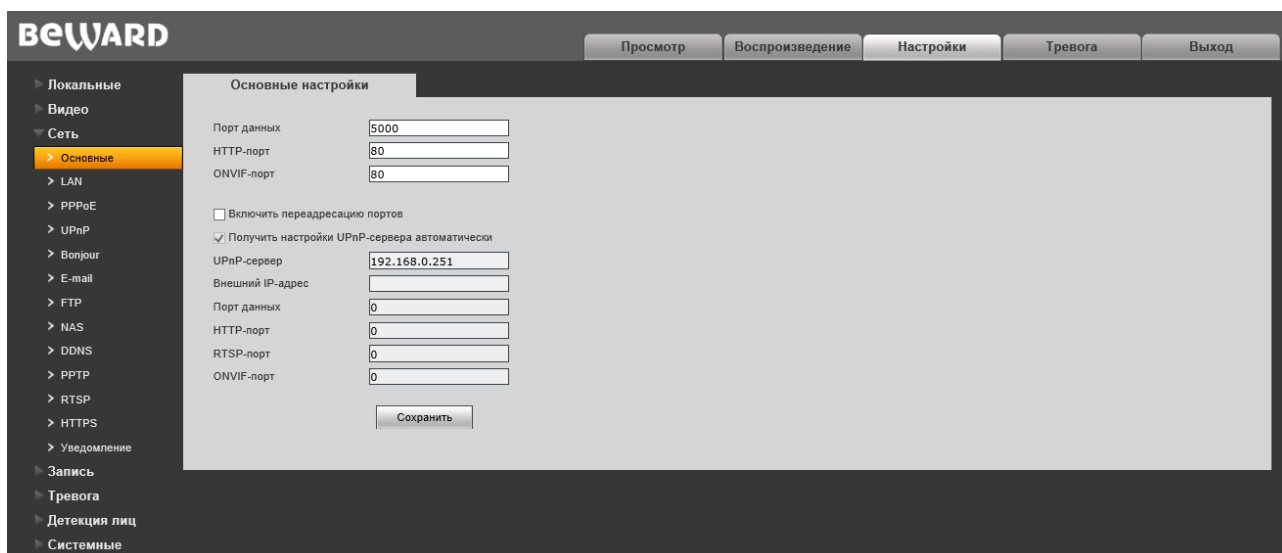 BEWARD
Просмотр
Воспроизведение
Настройки
Тревога
Выход
Локальные
Видео
Сеть
Основные
LAN
PPPoE
UPnP
Bonjour
E-mail
FTP
NAS
DDNS
PPTP
RTSP
HTTPS
Уведомление
Запись
Тревога
Детекция лиц
Системные
Основные настройки
Порт данных 5000
HTTP-порт 80
ONVIF-порт 80
Включить переадресацию портов
Получить настройки UPnP-сервера автоматически
UPnP-сервер 192.168.0.251
Внешний IP-адрес
Порт данных 0
HTTP-порт 0
RTSP-порт 0
ONVIF-порт 0
Сохранить